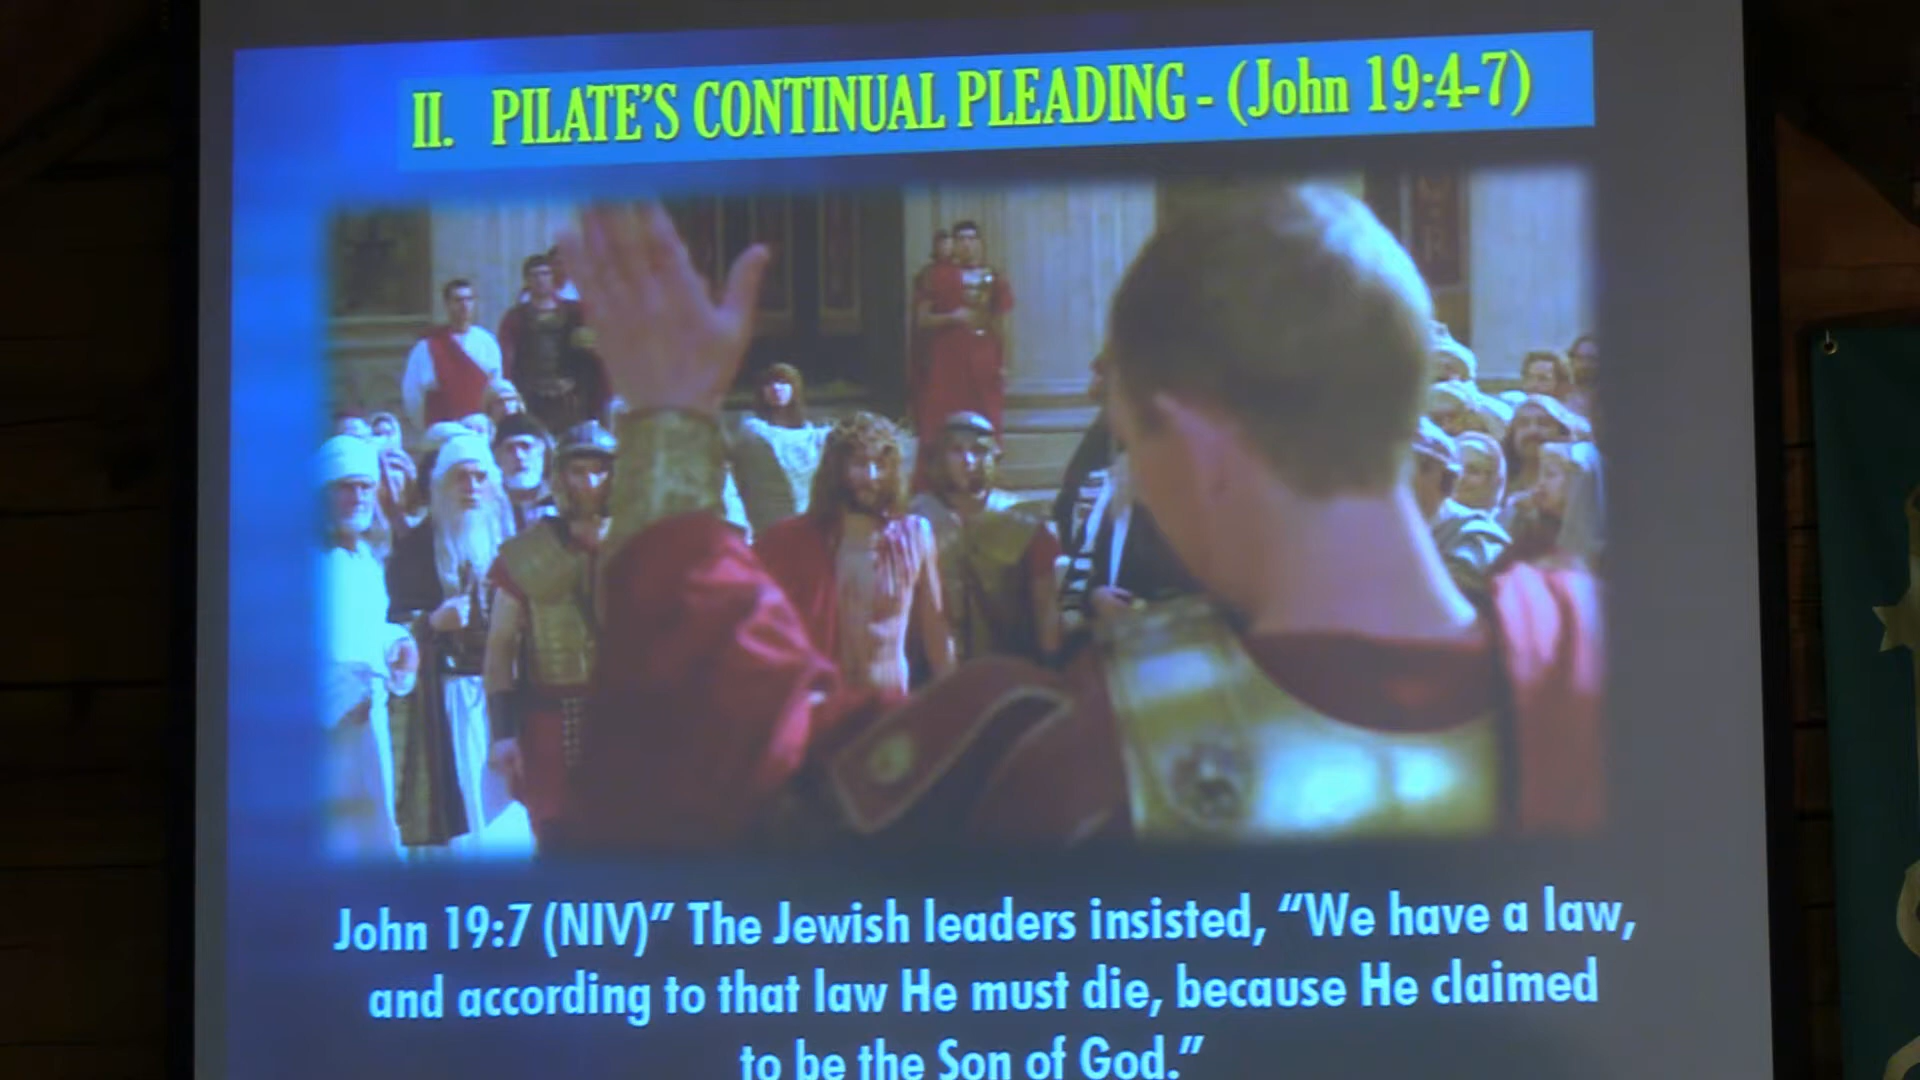 II. PILATE'S CONTINUAL PLEADING - (John 19:4-7)
John 19:7 (NIV)” The Jewish leaders insisted, “We have a law,
and according to that law He must die, because He claimed
to be the Son of God.”